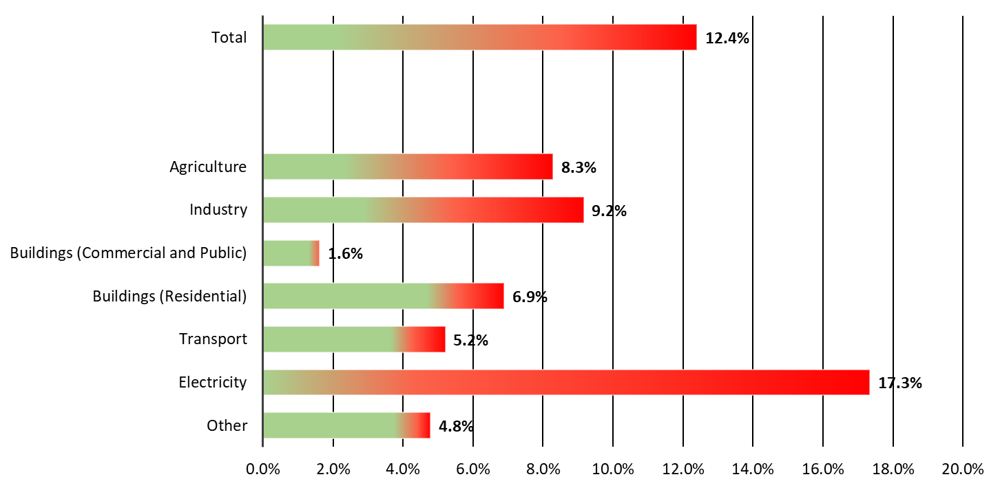 Total 12.4%
Agriculture 8.3%
Industry 9.2%
Buildings (Commercial and Public) 1.6%
Buildings (Residential) 6.9%
Transport 5.2%
Electricity 17.3%
Other 4.8%
0.0% 2.0% 4.0% 6.0% 8.0% 10.0% 12.0% 14.0% 16.0% 18.0% 20.0%